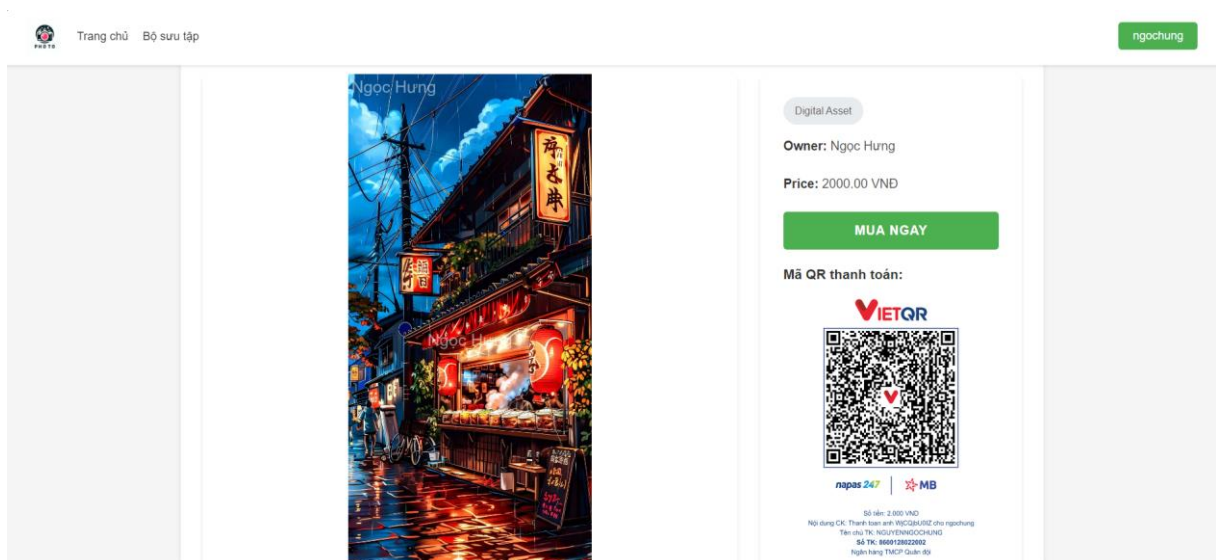 PHOTO
Trang chủ
Bộ sưu tập
ngochung
Ngọc Hưng
Digital Asset
Owner: Ngọc Hưng
Price: 2000.00 VNĐ
MUA NGAY
Mã QR thanh toán:
VIETQR
napas 247
MB
Số tiền: 2.000 VND
Tên chủ TK: NGUYENNGOCHUNG
Số TK: 8600128022002
Ngân hàng TMCP Quân đội